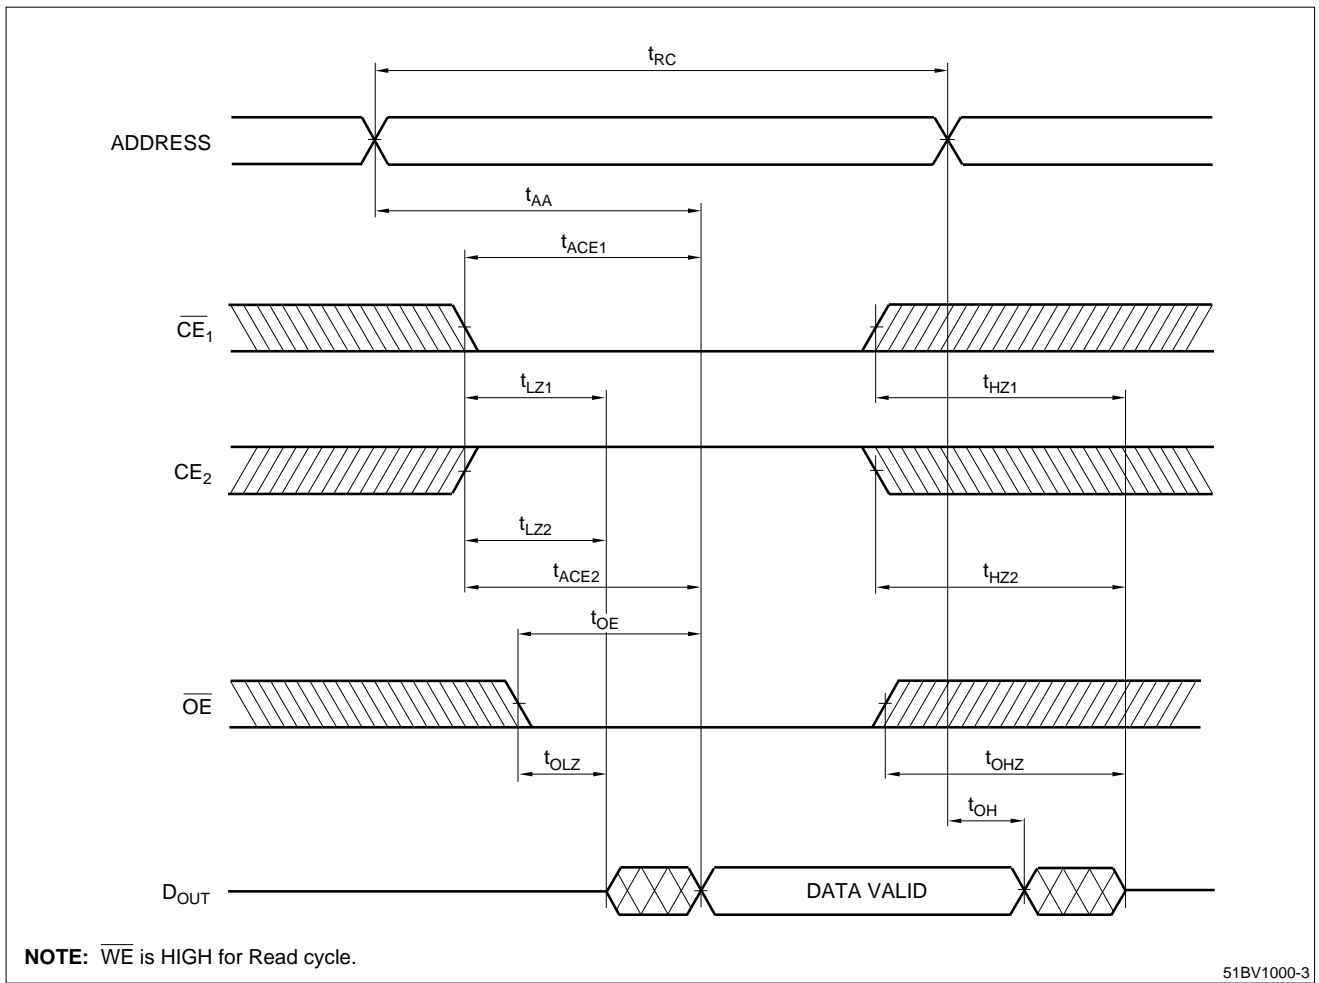 tRC
ADDRESS
tAA
tACE1
CE1
tLZ1
tHZ1
CE2
tLZ2
tACE2
tHZ2
tOE
OE
tOLZ
tOHZ
tOH
DOUT
DATA VALID
NOTE: WE is HIGH for Read cycle.
51BV1000-3